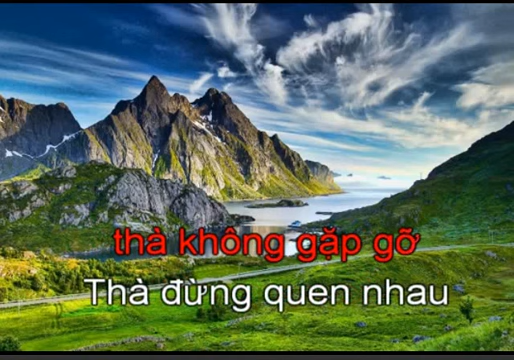 thà không gặp gỡ
Thà đừng quen nhau